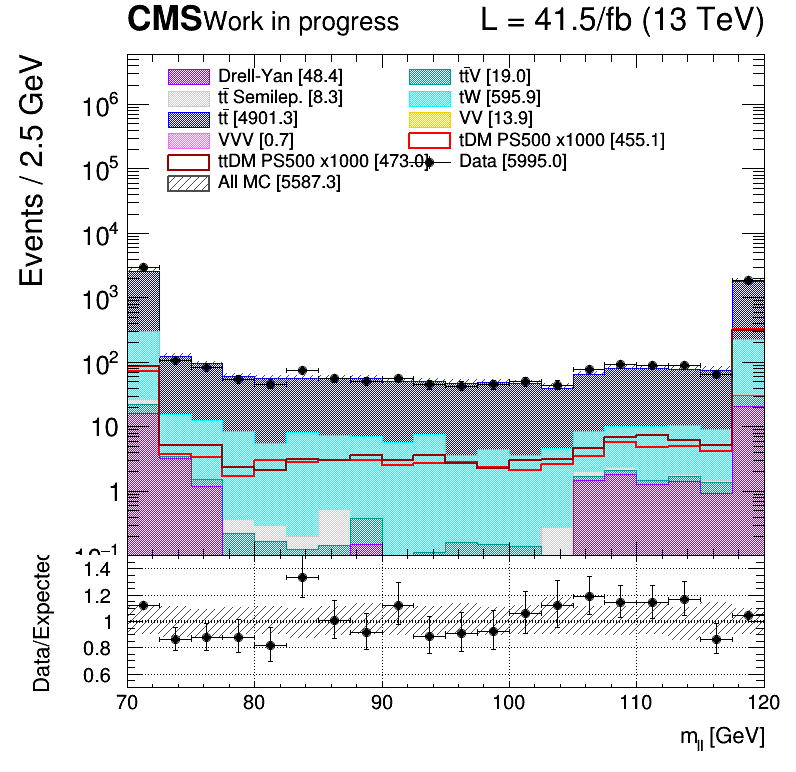 CMS Work in progress L = 41.5/fb (13 TeV)
Events / 2.5 GeV
Drell-Yan [48.4] tt̄V [19.0]
tt̄ Semilep. [8.3] tW [595.9]
tt̄ [4901.3] VV [13.9]
VVV [0.7] tDM PS500 x1000 [455.1]
ttDM PS500 x1000 [473.0] Data [5995.0]
All MC [5587.3]
10⁶
10⁵
10⁴
10³
10²
10
1
10⁻¹
Data/Expected
1.4
1.2
1
0.8
0.6
70 80 90 100 110 120
m_ll [GeV]